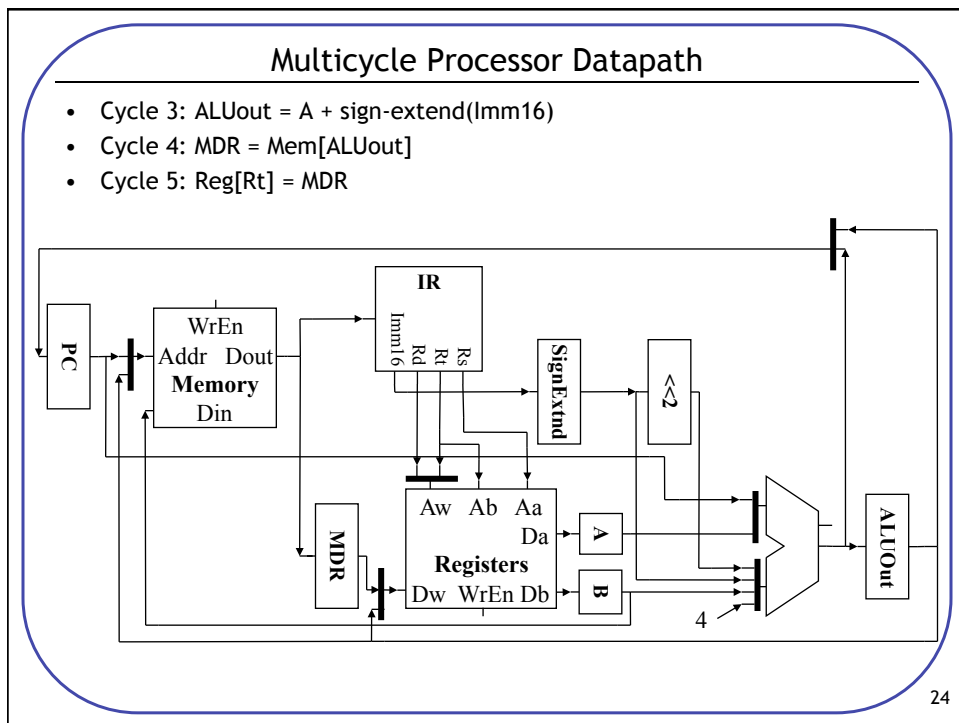 Multicycle Processor Datapath
• Cycle 3: ALUout = A + sign-extend(Imm16)
• Cycle 4: MDR = Mem[ALUout]
• Cycle 5: Reg[Rt] = MDR
IR
Imm16
Rd
Rt
Rs
PC
WrEn
Addr Dout
Memory
Din
SignExtnd
<<2
MDR
Aw Ab Aa
Da
Registers
Dw WrEn Db
A
B
4
ALUOut
24